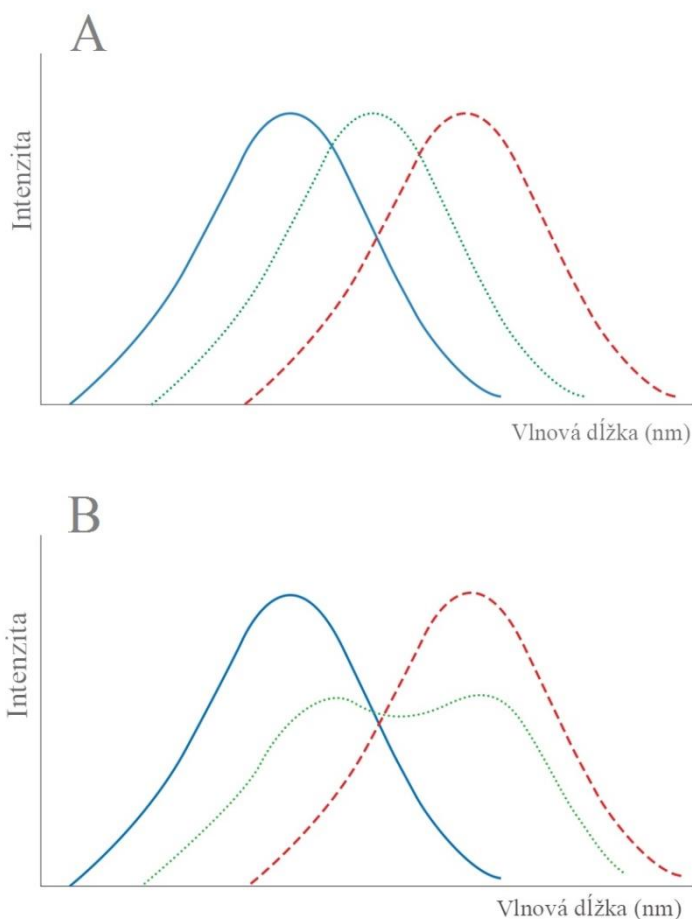 A
Intenzita
Vlnová dĺžka (nm)
B
Intenzita
Vlnová dĺžka (nm)